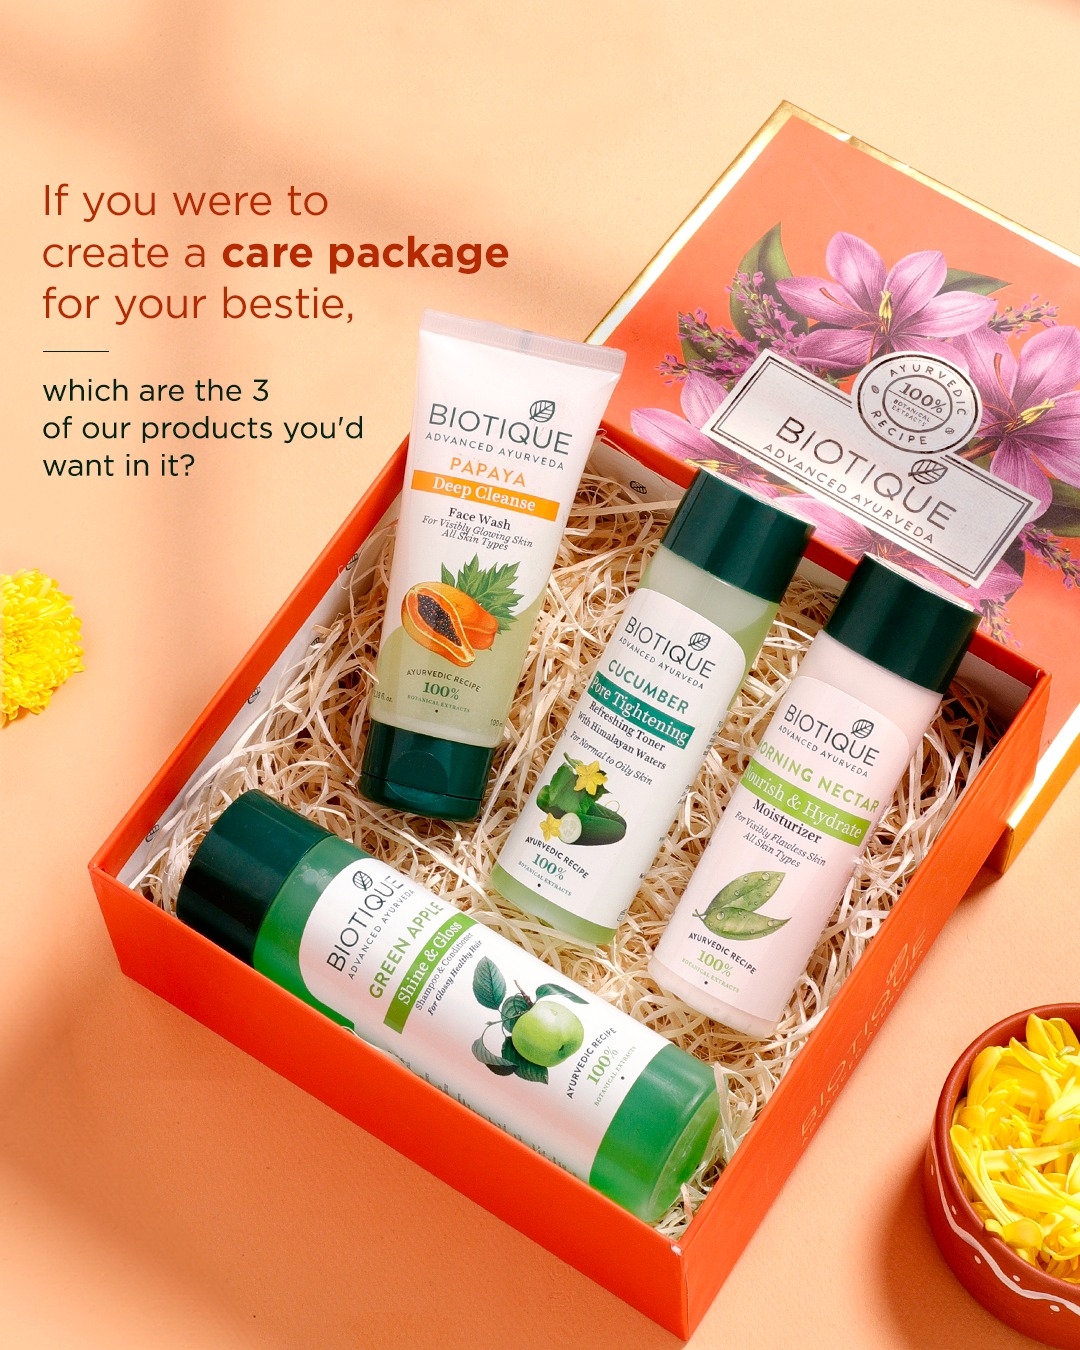 If you were to
create a care package
for your bestie,
which are the 3
of our products you'd
want in it?
AYURVEDIC
100%
BOTANICAL
EXTRACTS
RECIPE
BIOTIQUE
ADVANCED AYURVEDA
BIOTIQUE
ADVANCED AYURVEDA
PAPAYA
Deep Cleanse
Face Wash
For Visibly Glowing Skin
All Skin Types
AYURVEDIC RECIPE
100%
BOTANICAL EXTRACTS
BIOTIQUE
ADVANCED AYURVEDA
CUCUMBER
Pore Tightening
Refreshing Toner
With Himalayan Waters
For Normal to Oily Skin
AYURVEDIC RECIPE
100%
BOTANICAL EXTRACTS
BIOTIQUE
ADVANCED AYURVEDA
ORNING NECTAR
ourish & Hydrate
Moisturizer
For Visibly Flawless Skin
All Skin Types
AYURVEDIC RECIPE
100%
BOTANICAL EXTRACTS
BIOTIQUE
ADVANCED AYURVEDA
GREEN APPLE
Shine & Gloss
Shampoo & Conditioner
For Glossy Healthy Hair
AYURVEDIC RECIPE
100%
BOTANICAL EXTRACTS